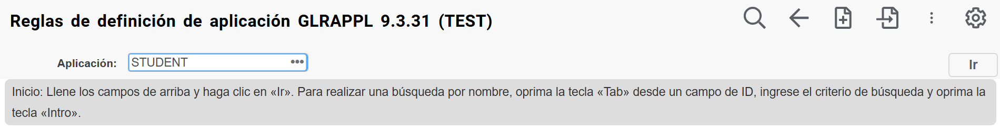 Reglas de definición de aplicación GLRAPPL 9.3.31 (TEST)
Aplicación: STUDENT •••
Ir
Inicio: Llene los campos de arriba y haga clic en «Ir». Para realizar una búsqueda por nombre, oprima la tecla «Tab» desde un campo de ID, ingrese el criterio de búsqueda y oprima la
tecla «Intro».